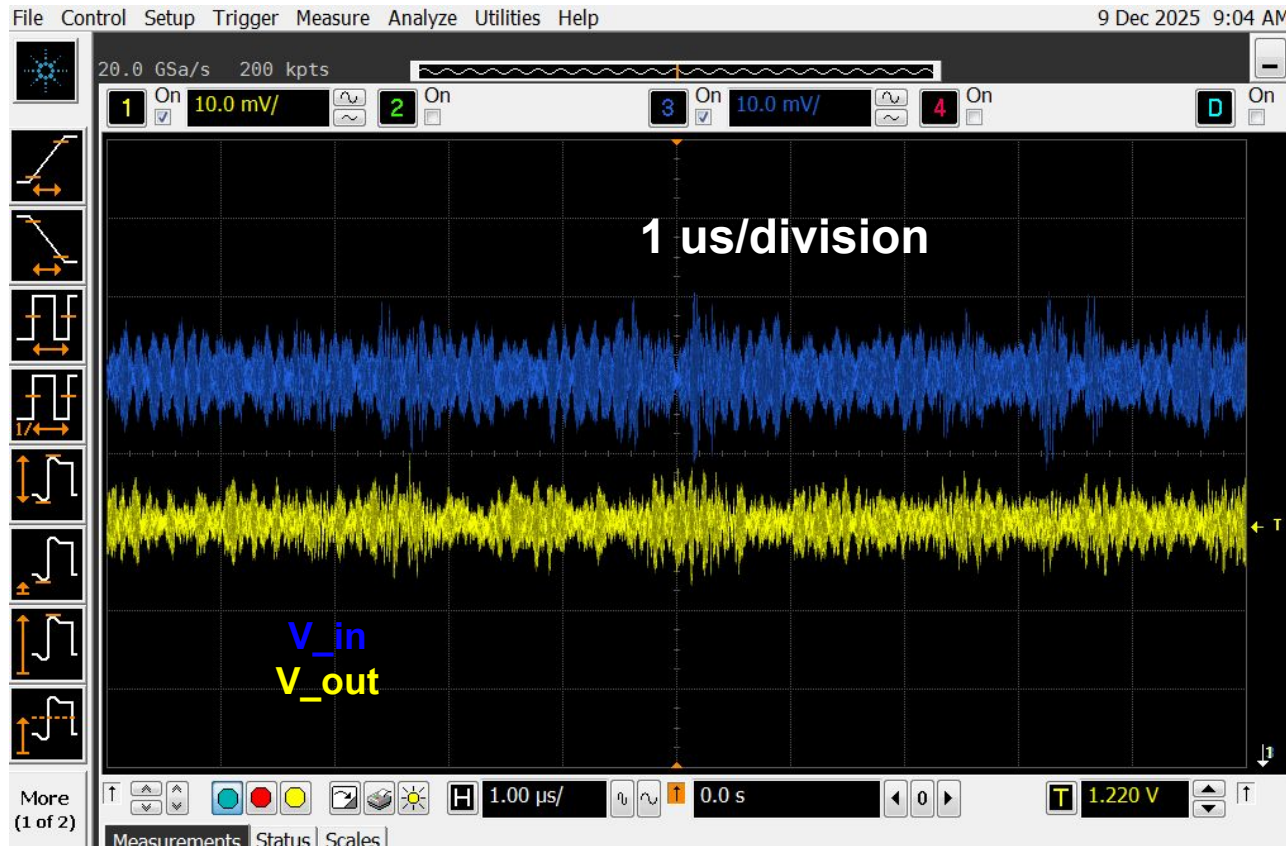 File Control Setup Trigger Measure Analyze Utilities Help 9 Dec 2025 9:04 AM
20.0 GSa/s 200 kpts
1 On 10.0 mV/ 2 On 3 On 10.0 mV/ 4 On D On
1 us/division
T
1/
V_in
V_out
1
More
(1 of 2)
H 1.00 µs/ 0.0 s 0 T 1.220 V
Measurements Status Scales